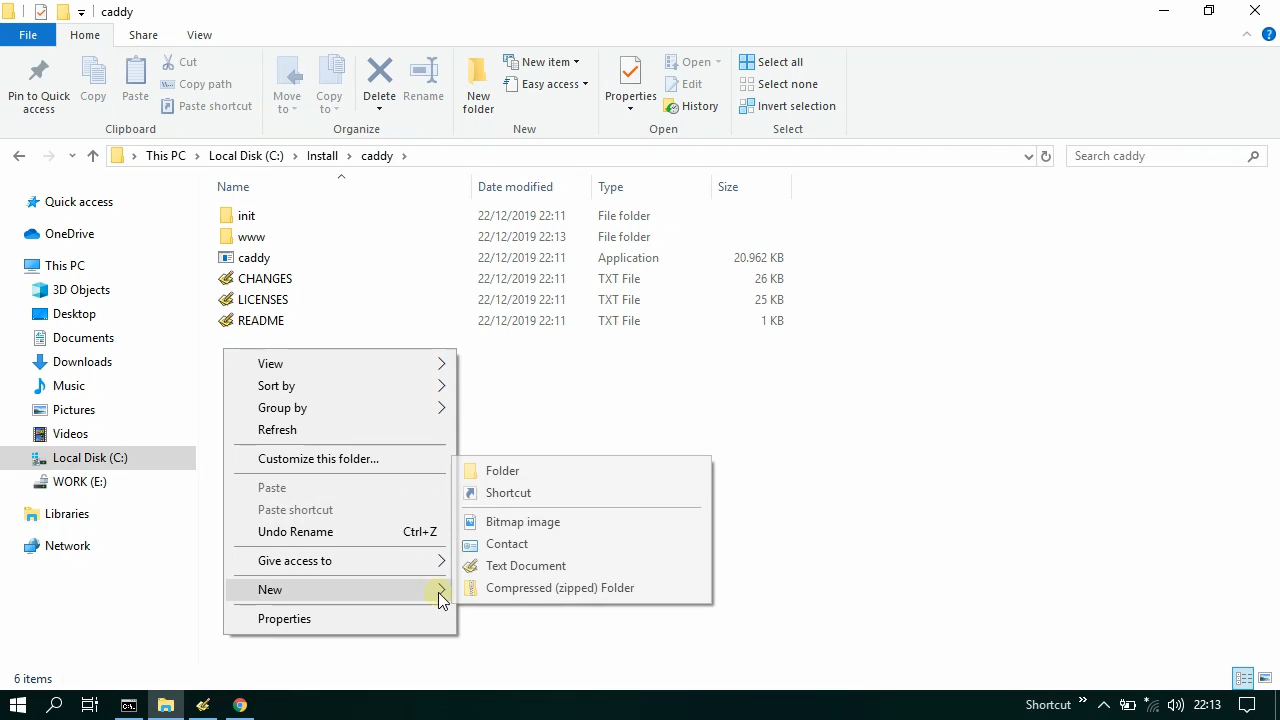 caddy
File
Home
Share
View
Pin to Quick access
Copy
Paste
Cut
Copy path
Paste shortcut
Clipboard
Move to
Copy to
Delete
Rename
Organize
New folder
New item
Easy access
New
Properties
Open
Edit
History
Open
Select all
Select none
Invert selection
Select
This PC
Local Disk (C:)
Install
caddy
Search caddy
Name
Date modified
Type
Size
init 22/12/2019 22:11 File folder
www 22/12/2019 22:13 File folder
caddy 22/12/2019 22:11 Application 20.962 KB
CHANGES 22/12/2019 22:11 TXT File 26 KB
LICENSES 22/12/2019 22:11 TXT File 25 KB
README 22/12/2019 22:11 TXT File 1 KB
Quick access
OneDrive
This PC
3D Objects
Desktop
Documents
Downloads
Music
Pictures
Videos
Local Disk (C:)
WORK (E:)
Libraries
Network
View
Sort by
Group by
Refresh
Customize this folder...
Paste
Paste shortcut
Undo Rename Ctrl+Z
Give access to
New
Properties
Folder
Shortcut
Bitmap image
Contact
Text Document
Compressed (zipped) Folder
6 items
Shortcut
22:13